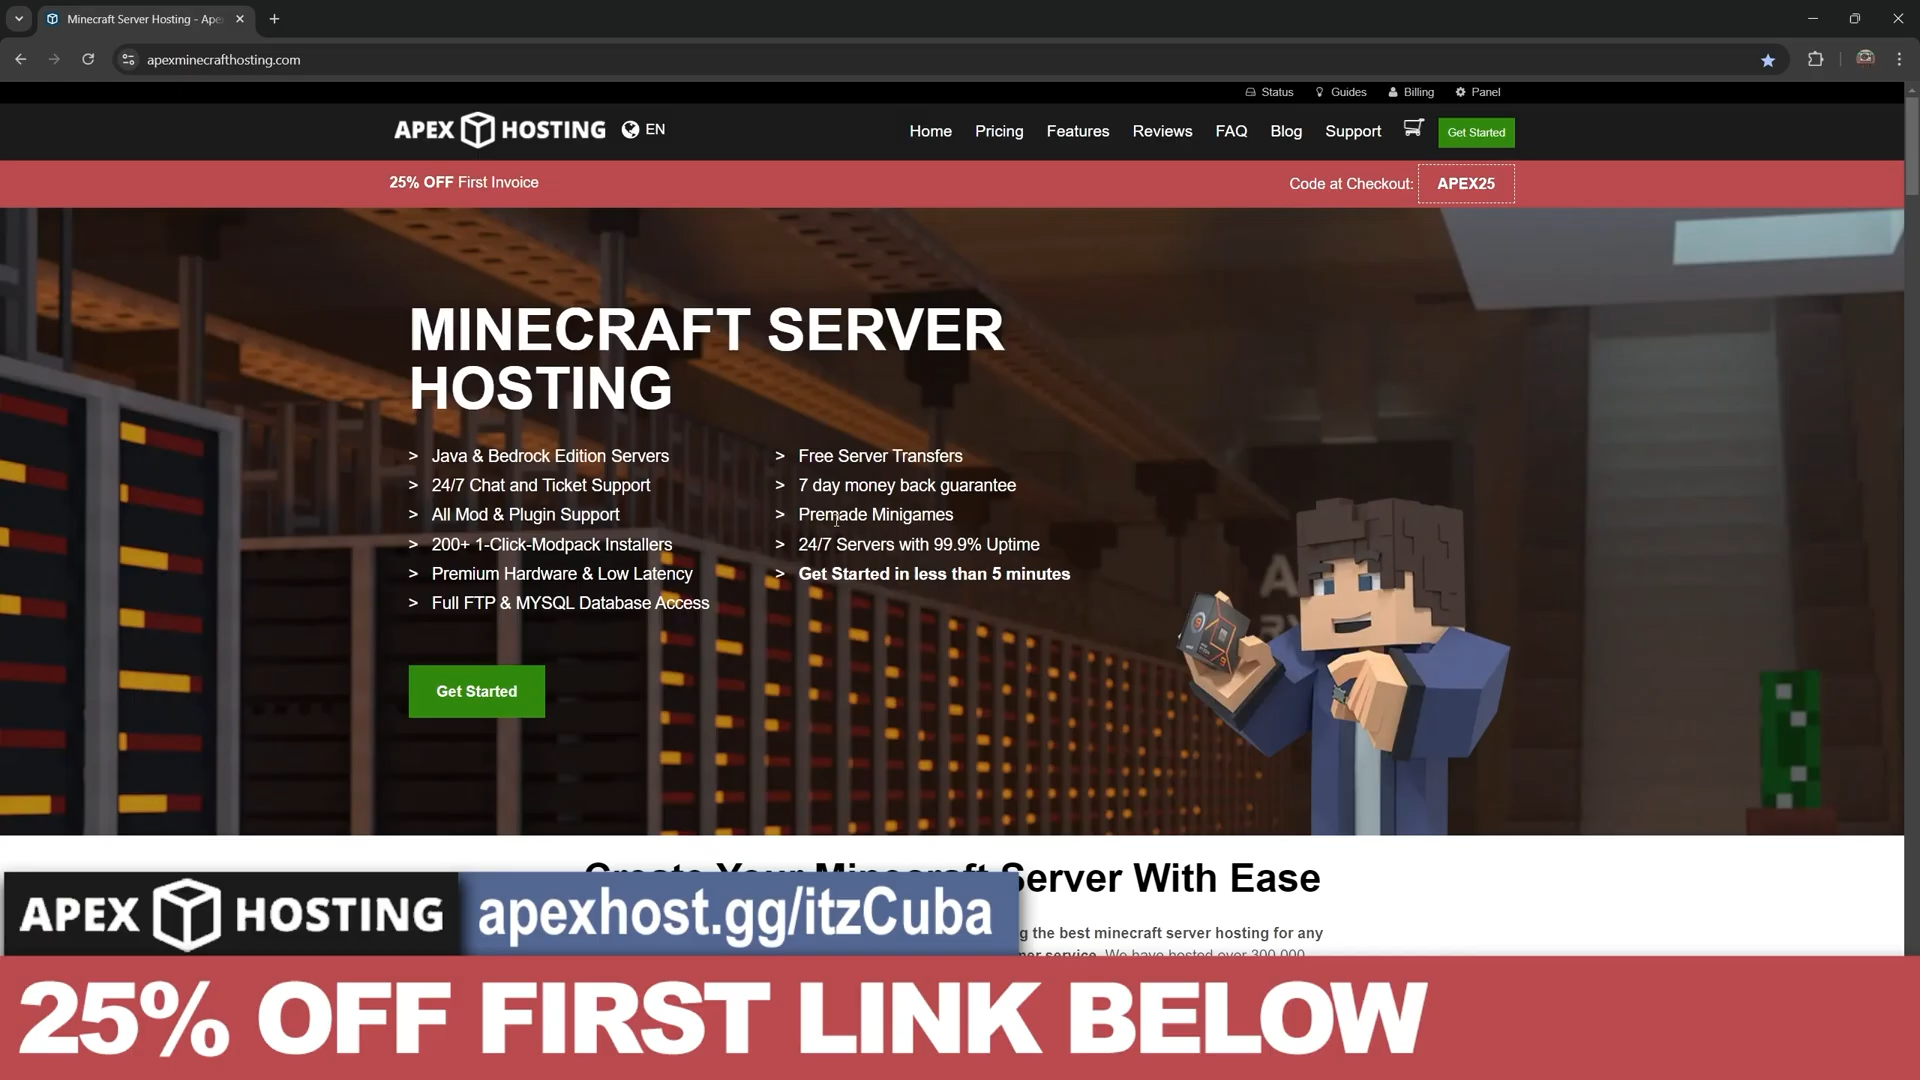 Minecraft Server Hosting - Ape
apexminecrafthosting.com
Status Guides Billing Panel
APEX HOSTING EN
Home Pricing Features Reviews FAQ Blog Support Get Started
25% OFF First Invoice
Code at Checkout: APEX25
MINECRAFT SERVER
HOSTING
> Java & Bedrock Edition Servers
> 24/7 Chat and Ticket Support
> All Mod & Plugin Support
> 200+ 1-Click-Modpack Installers
> Premium Hardware & Low Latency
> Full FTP & MYSQL Database Access
> Free Server Transfers
> 7 day money back guarantee
> Premade Minigames
> 24/7 Servers with 99.9% Uptime
> Get Started in less than 5 minutes
Get Started
Create Your Minecraft Server With Ease
g the best minecraft server hosting for any
mer service. We have hosted over 300,000
APEX HOSTING
apexhost.gg/itzCuba
25% OFF FIRST LINK BELOW